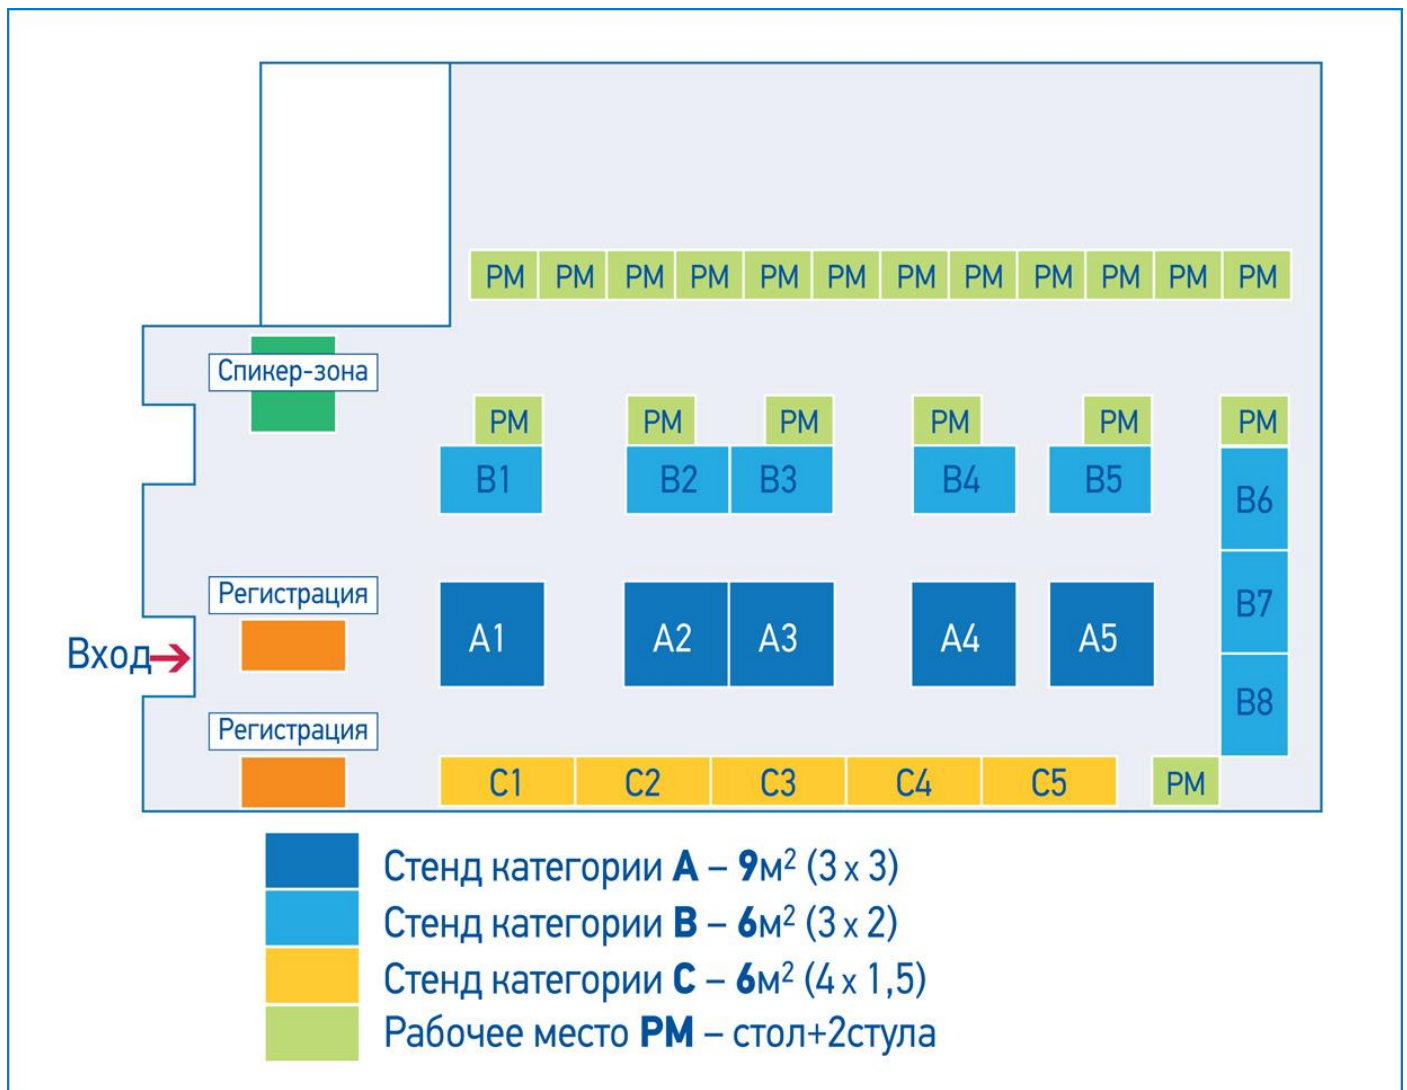 РМ РМ РМ РМ РМ РМ РМ РМ РМ РМ РМ РМ
Спикер-зона
РМ РМ РМ РМ РМ РМ
B1 B2 B3 B4 B5 B6
Регистрация
B7
Вход
A1 A2 A3 A4 A5
B8
Регистрация
C1 C2 C3 C4 C5 РМ
Стенд категории A – 9м² (3 x 3)
Стенд категории B – 6м² (3 x 2)
Стенд категории C – 6м² (4 x 1,5)
Рабочее место РМ – стол+2стула